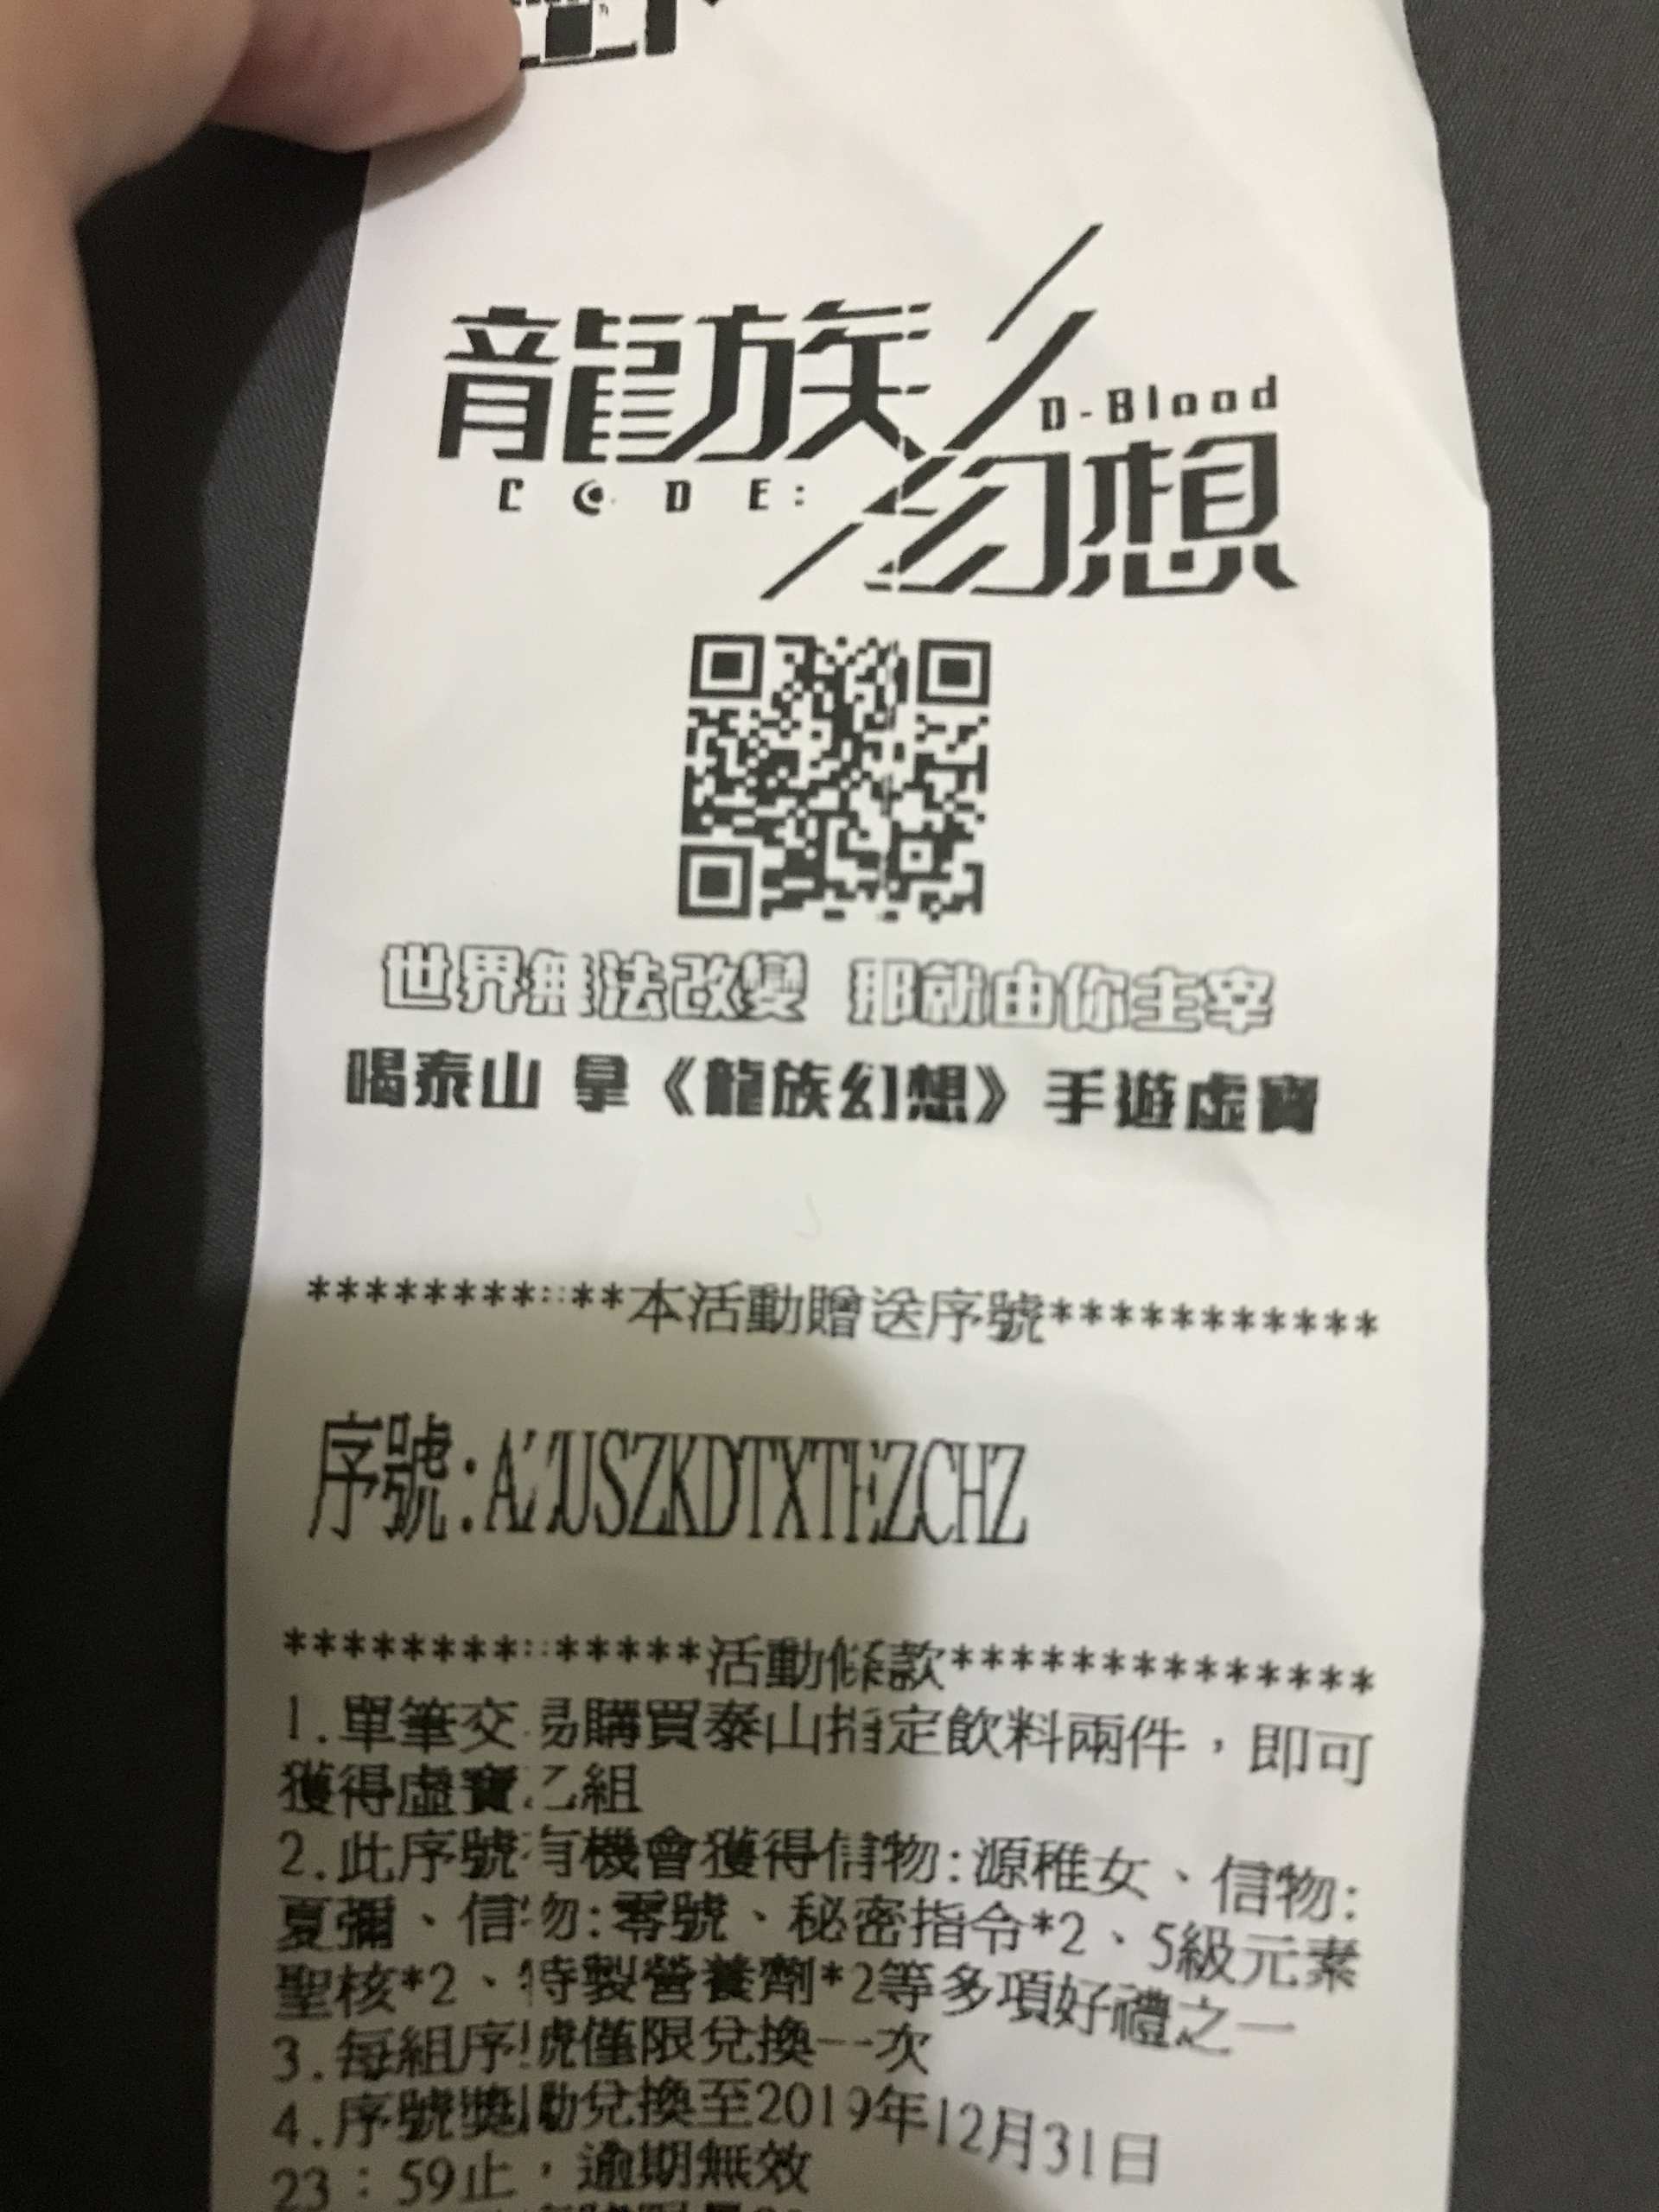 龍族
D-Blood
CODE:
幻想
世界無法改變 那就由你主宰
喝泰山 拿《龍族幻想》手遊虛寶
***********本活動贈送序號***********
序號:
**************活動條款**************
1.單筆交易購買泰山指定飲料兩件，即可
獲得虛寶乙組
2.此序號有機會獲得信物:源稚女、信物:
夏彌、信物:零號、秘密指令*2、5級元素
聖核*2、特製營養劑*2等多項好禮之一
3.每組序號僅限兌換一次
4.序號獎勵兌換至2019年12月31日
23：59止，逾期無效